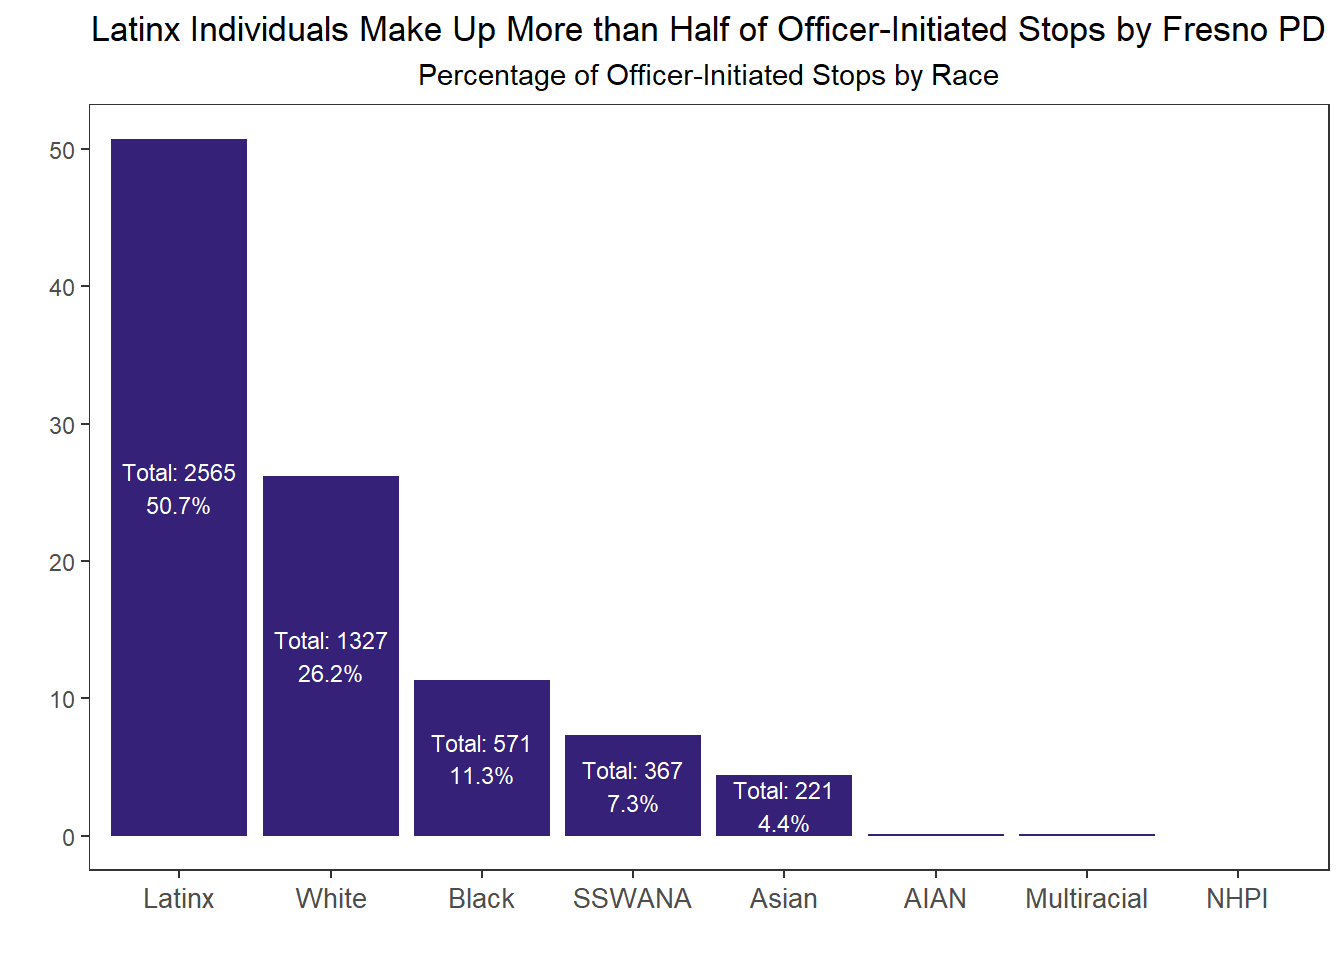 Latinx Individuals Make Up More than Half of Officer-Initiated Stops by Fresno PD
Percentage of Officer-Initiated Stops by Race
50
40
30
20
10
0
Total: 2565
50.7%
Total: 1327
26.2%
Total: 571
11.3%
Total: 367
7.3%
Total: 221
4.4%
Latinx
White
Black
SSWANA
Asian
AIAN
Multiracial
NHPI